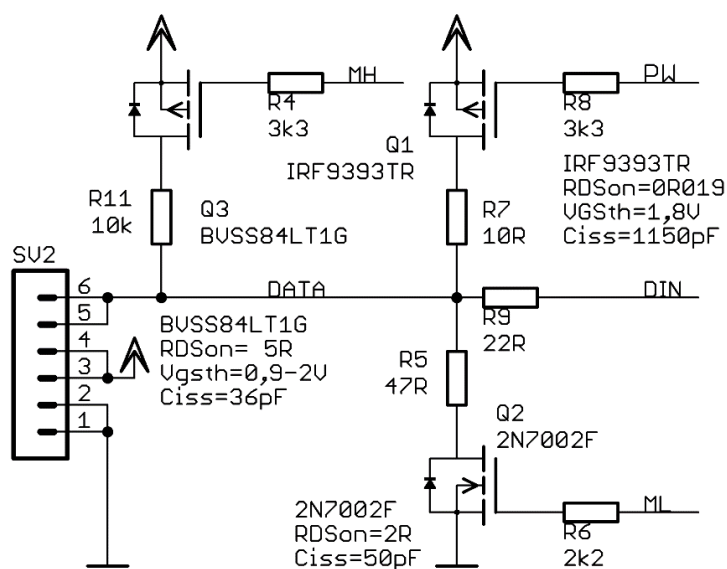 MH
R4
3k3
PW
R8
3k3
Q1
IRF9393TR
IRF9393TR
RDSon=0R019
VGSth=1,8V
Ciss=1150pF
R11
10k
Q3
BVSS84LT1G
R7
10R
SV2
6
5
4
3
2
1
DATA
DIN
R9
22R
BVSS84LT1G
RDSon= 5R
Vgsth=0,9-2V
Ciss=36pF
R5
47R
Q2
2N7002F
2N7002F
RDSon=2R
Ciss=50pF
ML
R6
2k2